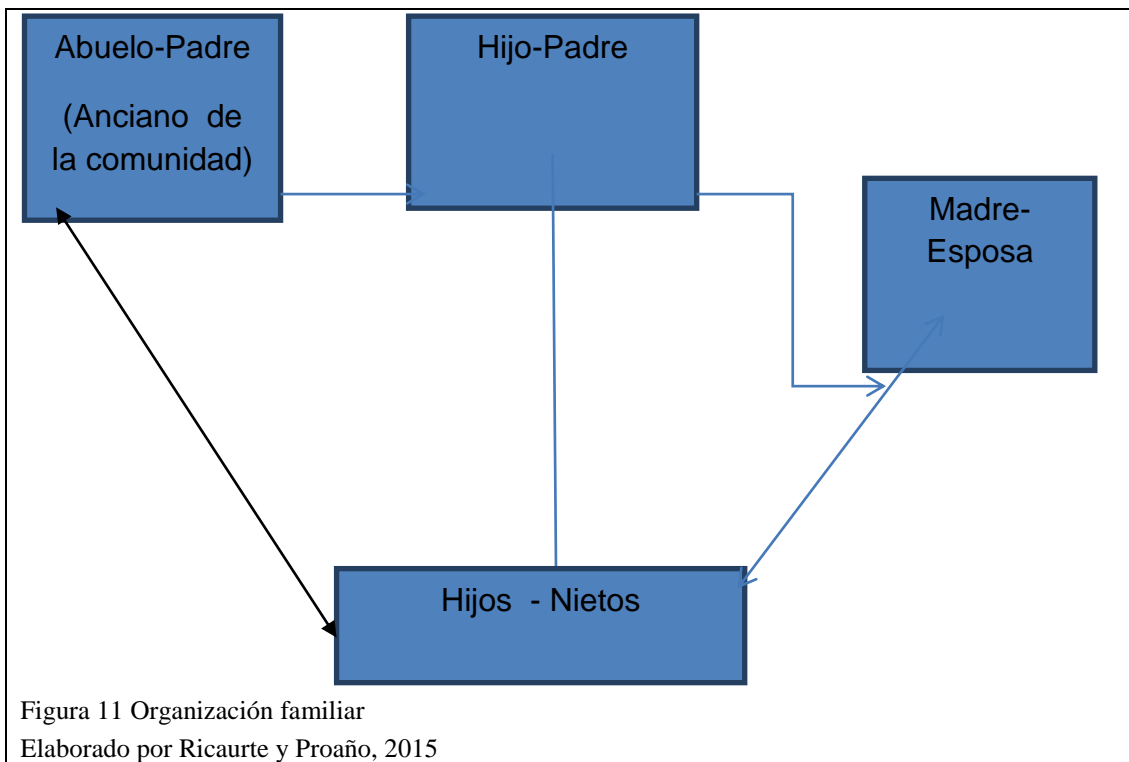 Abuelo-Padre
(Anciano de
la comunidad)
Hijo-Padre
Madre-
Esposa
Hijos - Nietos
Figura 11 Organización familiar
Elaborado por Ricaurte y Proaño, 2015